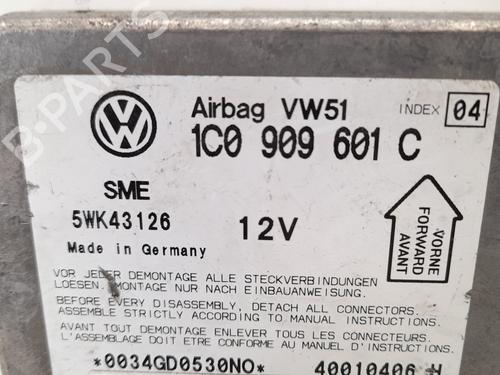 Airbag VW51 INDEX 04
1C0 909 601 C
SME
5WK43126 12V
Made in Germany
VORNE
FORWARD
AVANT
VOR JEDER DEMONTAGE ALLE STECKVERBINDUNGEN
LOESEN. MONTAGE NUR NACH EINBAUANWEISUNG.
BEFORE EVERY DISASSEMBLY, DETACH ALL CONNECTORS.
ASSEMBLE STRICTLY ACCORDING TO MANUAL INSTRUCTIONS.
AVANT TOUT DEMONTAGE ENLEVER TOUS LES CONNECTEURS.
L'ASSEMBLAGE DOIT ETRE CONFORME AU MANUEL D'INSTRUCTIONS.
*0034GD0530NO* 40010406 H